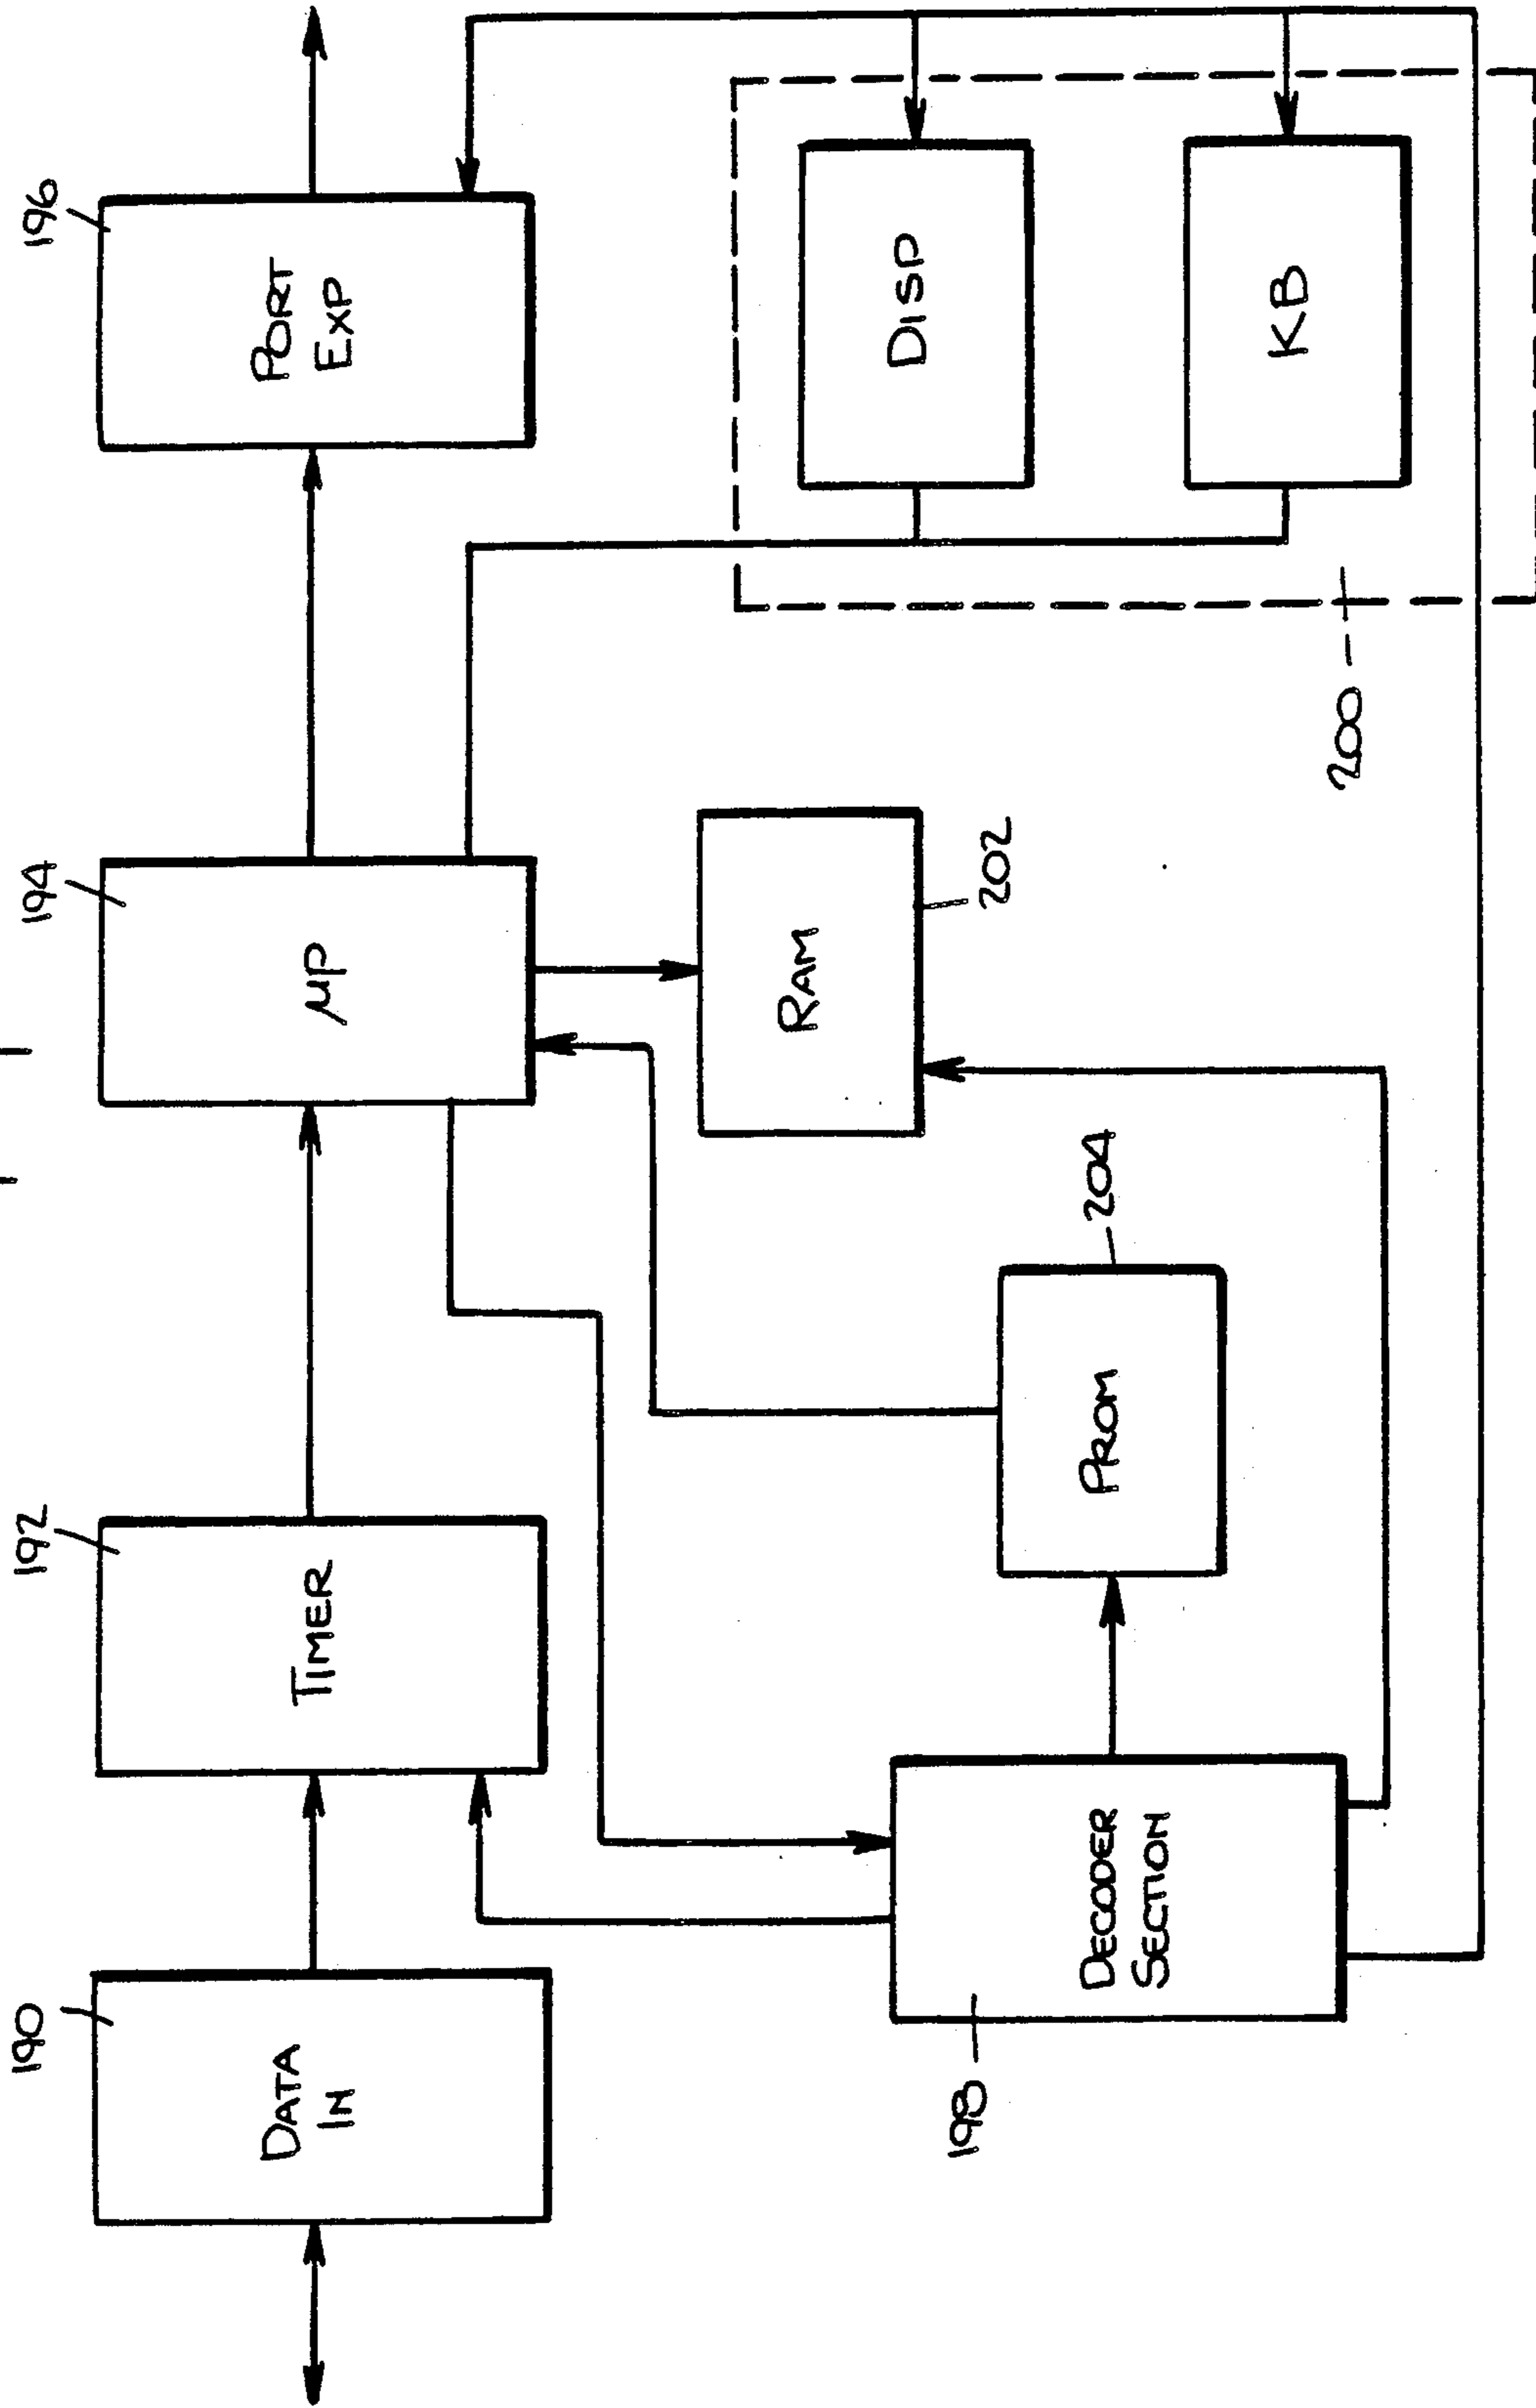 190
DATA
IN
192
TIMER
194
μP
196
PORT
EXP
198
DECODER
SECTION
PROM
204
RAM
202
200
DISP
KB